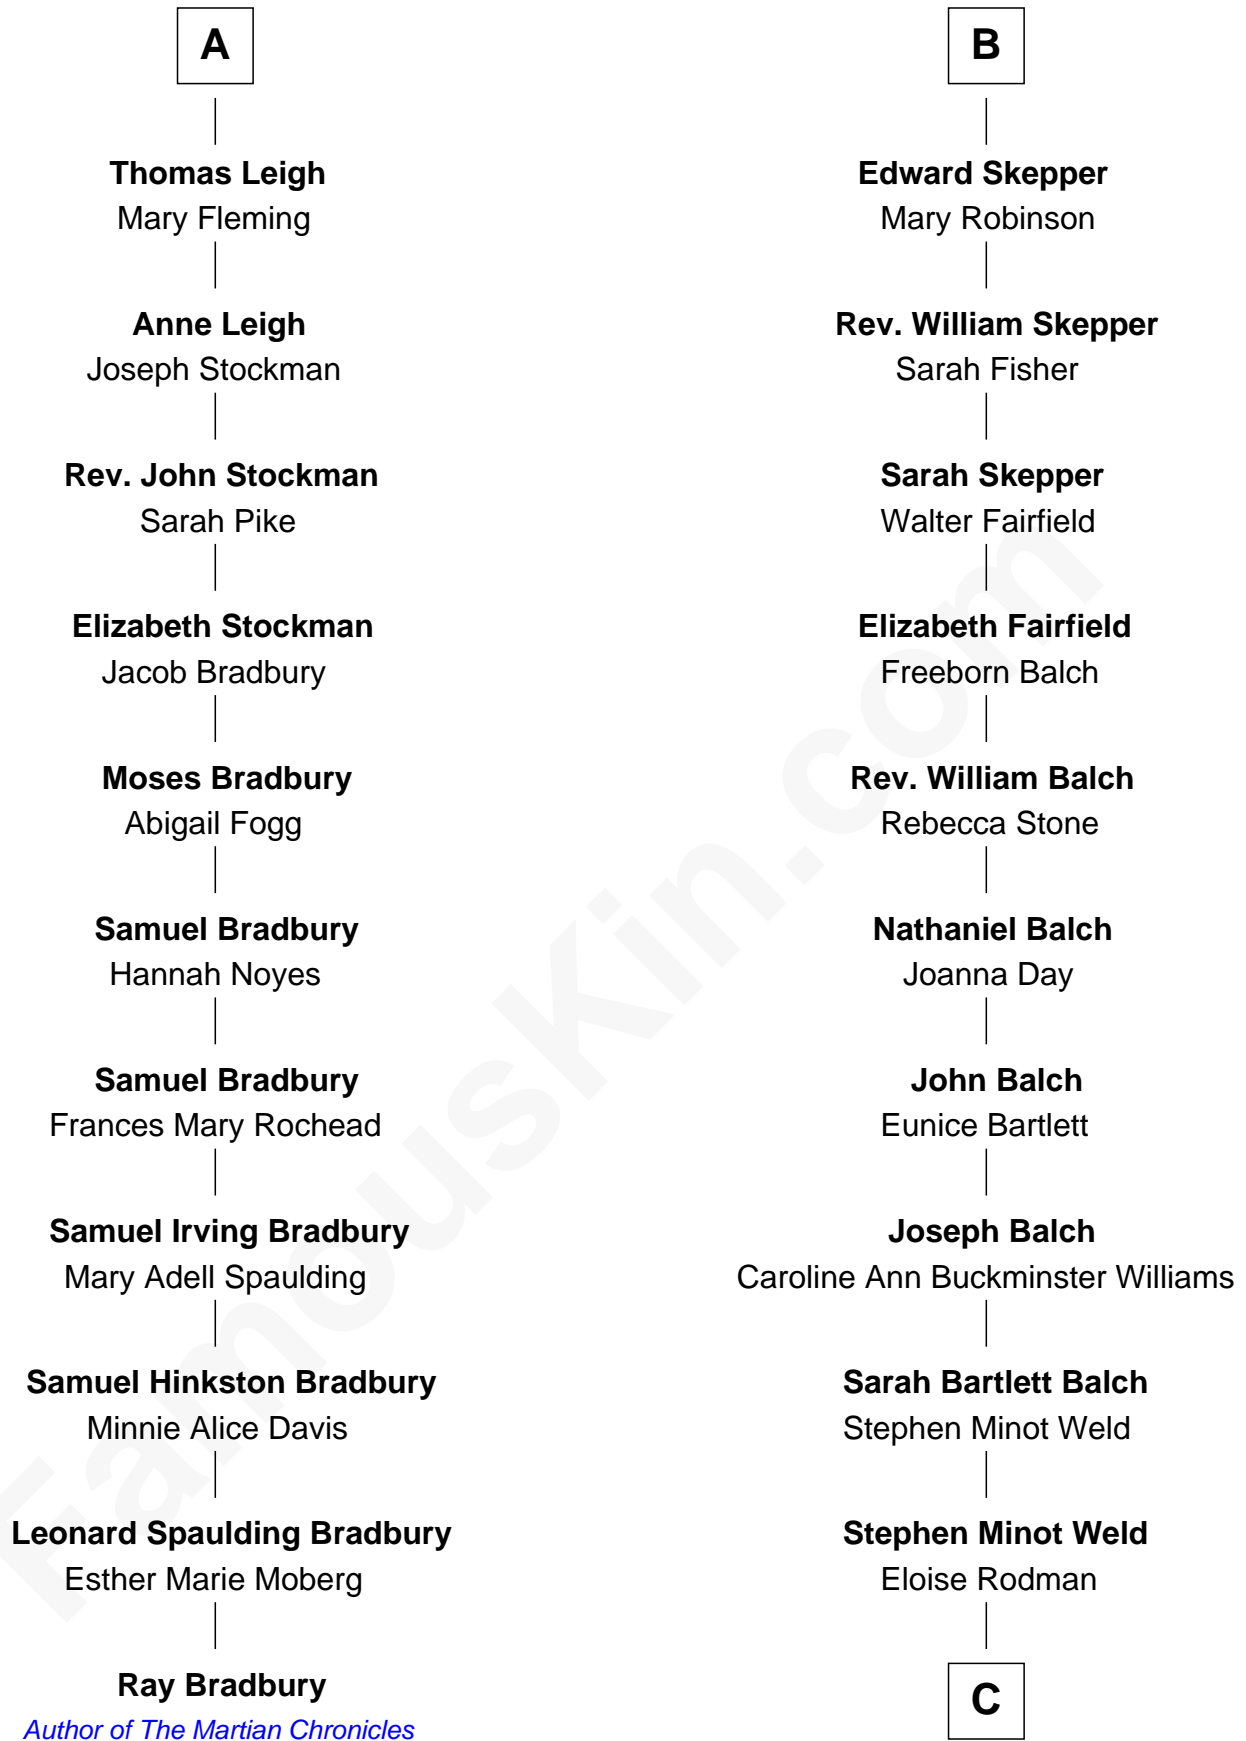 A
Thomas Leigh
Mary Fleming
Anne Leigh
Joseph Stockman
Rev. John Stockman
Sarah Pike
Elizabeth Stockman
Jacob Bradbury
Moses Bradbury
Abigail Fogg
Samuel Bradbury
Hannah Noyes
Samuel Bradbury
Frances Mary Rochead
Samuel Irving Bradbury
Mary Adell Spaulding
Samuel Hinkston Bradbury
Minnie Alice Davis
Leonard Spaulding Bradbury
Esther Marie Moberg
Ray Bradbury
Author of The Martian Chronicles
B
Edward Skepper
Mary Robinson
Rev. William Skepper
Sarah Fisher
Sarah Skepper
Walter Fairfield
Elizabeth Fairfield
Freeborn Balch
Rev. William Balch
Rebecca Stone
Nathaniel Balch
Joanna Day
John Balch
Eunice Bartlett
Joseph Balch
Caroline Ann Buckminster Williams
Sarah Bartlett Balch
Stephen Minot Weld
Stephen Minot Weld
Eloise Rodman
C
FamousKin.com